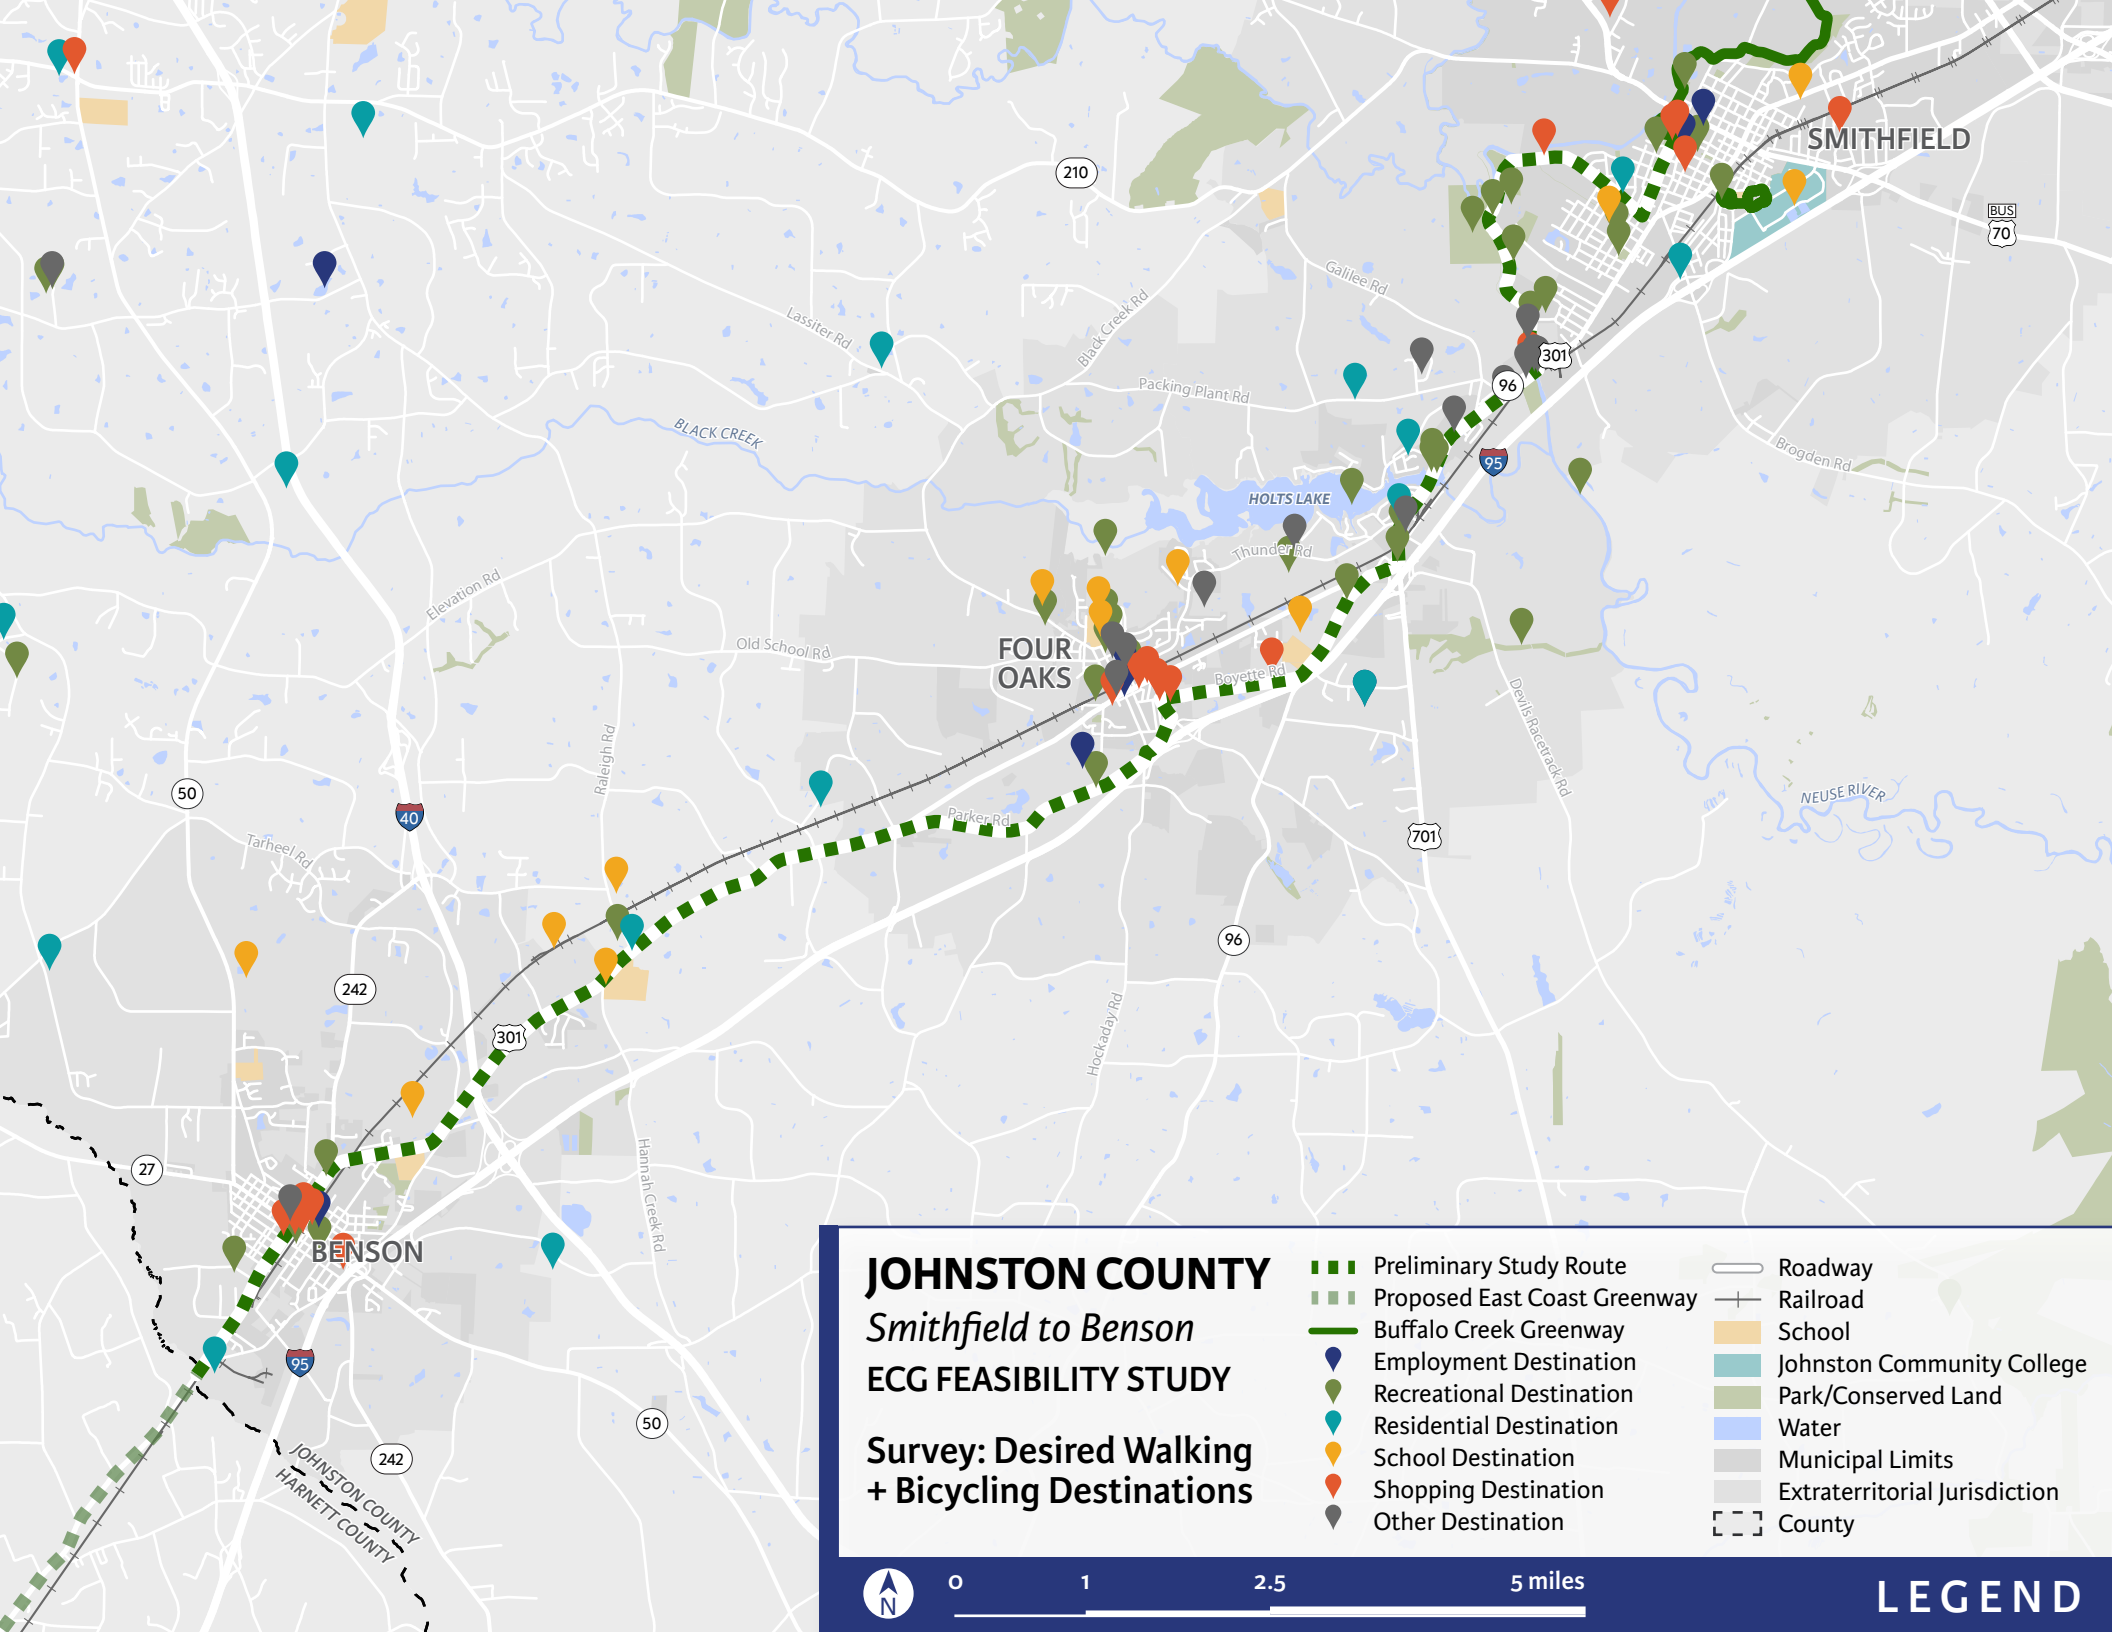 SMITHFIELD
210
BUS
70
Galilee Rd
Lassiter Rd
Black Creek Rd
301
Packing Plant Rd
96
BLACK CREEK
Brogden Rd
95
HOLTS LAKE
Thunder Rd
Elevation Rd
Old School Rd
FOUR
OAKS
Boyette Rd
Devils Racetrack Rd
Raleigh Rd
50
40
Parker Rd
701
NEUSE RIVER
Tarheel Rd
96
242
301
Hockaday Rd
27
Hannah Creek Rd
BENSON
95
50
242
JOHNSTON COUNTY
HARNETT COUNTY
JOHNSTON COUNTY
Smithfield to Benson
ECG FEASIBILITY STUDY
Survey: Desired Walking
+ Bicycling Destinations
Preliminary Study Route
Proposed East Coast Greenway
Buffalo Creek Greenway
Employment Destination
Recreational Destination
Residential Destination
School Destination
Shopping Destination
Other Destination
Roadway
Railroad
School
Johnston Community College
Park/Conserved Land
Water
Municipal Limits
Extraterritorial Jurisdiction
County
N
0 1 2.5 5 miles
LEGEND